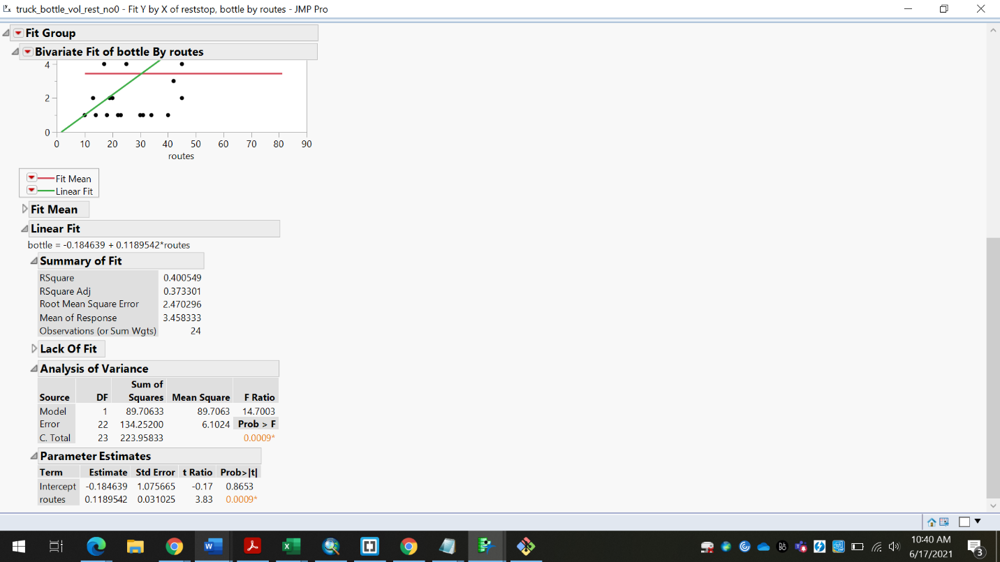 truck_bottle_vol_rest_no0 - Fit Y by X of reststop, bottle by routes - JMP Pro
Fit Group
Bivariate Fit of bottle By routes
4
2
0
0 10 20 30 40 50 60 70 80 90
routes
Fit Mean
Linear Fit
Fit Mean
Linear Fit
bottle = -0.184639 + 0.1189542*routes
Summary of Fit
RSquare 0.400549
RSquare Adj 0.373301
Root Mean Square Error 2.470296
Mean of Response 3.458333
Observations (or Sum Wgts) 24
Lack Of Fit
Analysis of Variance
Sum of
Source DF Squares Mean Square F Ratio
Model 1 89.70633 89.7063 14.7003
Error 22 134.25200 6.1024 Prob > F
C. Total 23 223.95833 0.0009*
Parameter Estimates
Term Estimate Std Error t Ratio Prob>|t|
Intercept -0.184639 1.075665 -0.17 0.8653
routes 0.1189542 0.031025 3.83 0.0009*
10:40 AM
6/17/2021
3